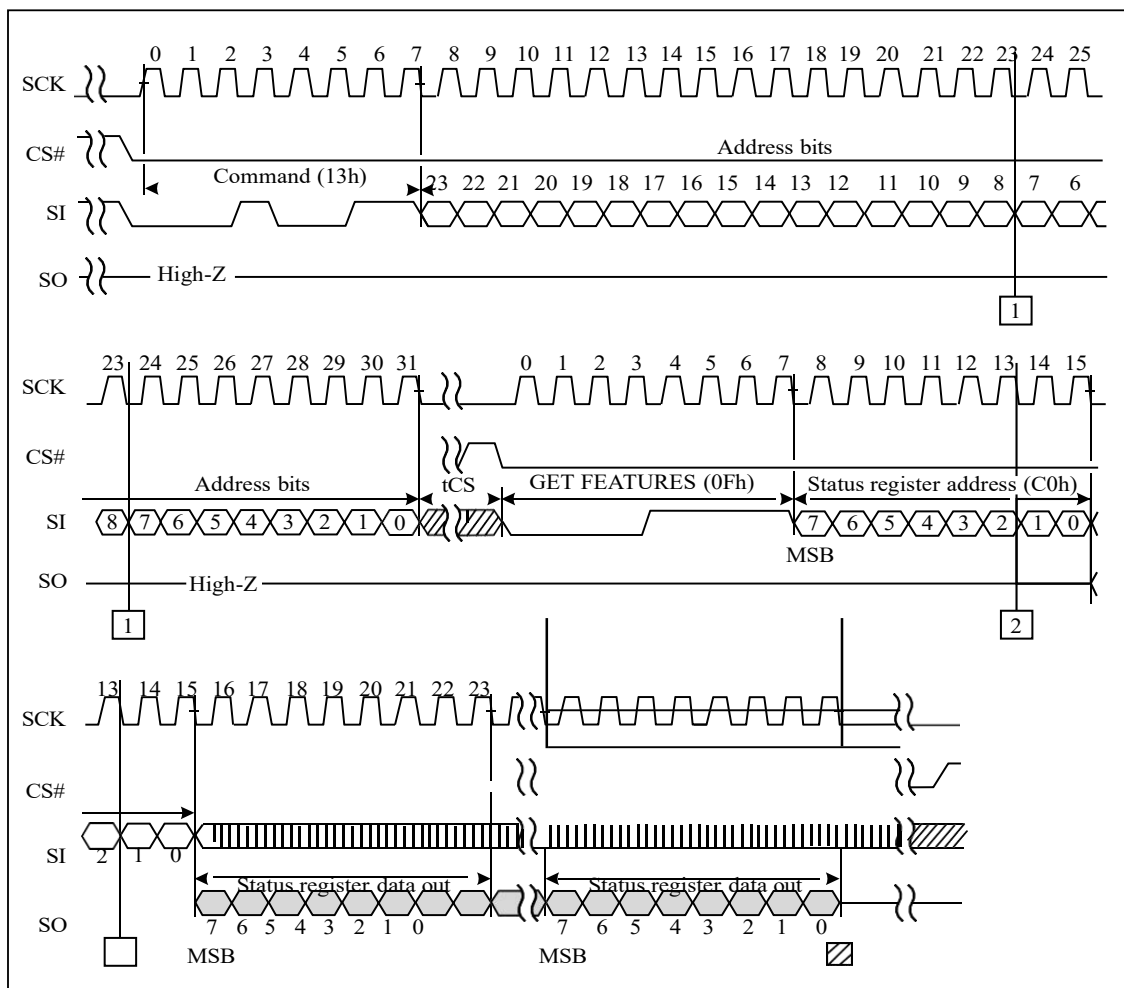 0 1 2 3 4 5 6 7 8 9 10 11 12 13 14 15 16 17 18 19 20 21 22 23 24 25
SCK
CS#
Address bits
Command (13h)
23 22 21 20 19 18 17 16 15 14 13 12 11 10 9 8 7 6
SI
SO High-Z
1
23 24 25 26 27 28 29 30 31 0 1 2 3 4 5 6 7 8 9 10 11 12 13 14 15
SCK
CS#
Address bits tCS GET FEATURES (0Fh) Status register address (C0h)
SI 8 7 6 5 4 3 2 1 0 7 6 5 4 3 2 1 0
MSB
SO High-Z
1 2
13 14 15 16 17 18 19 20 21 22 23
SCK
CS#
SI 2 1 0
Status register data out Status register data out
SO
7 6 5 4 3 2 1 0 7 6 5 4 3 2 1 0
MSB MSB